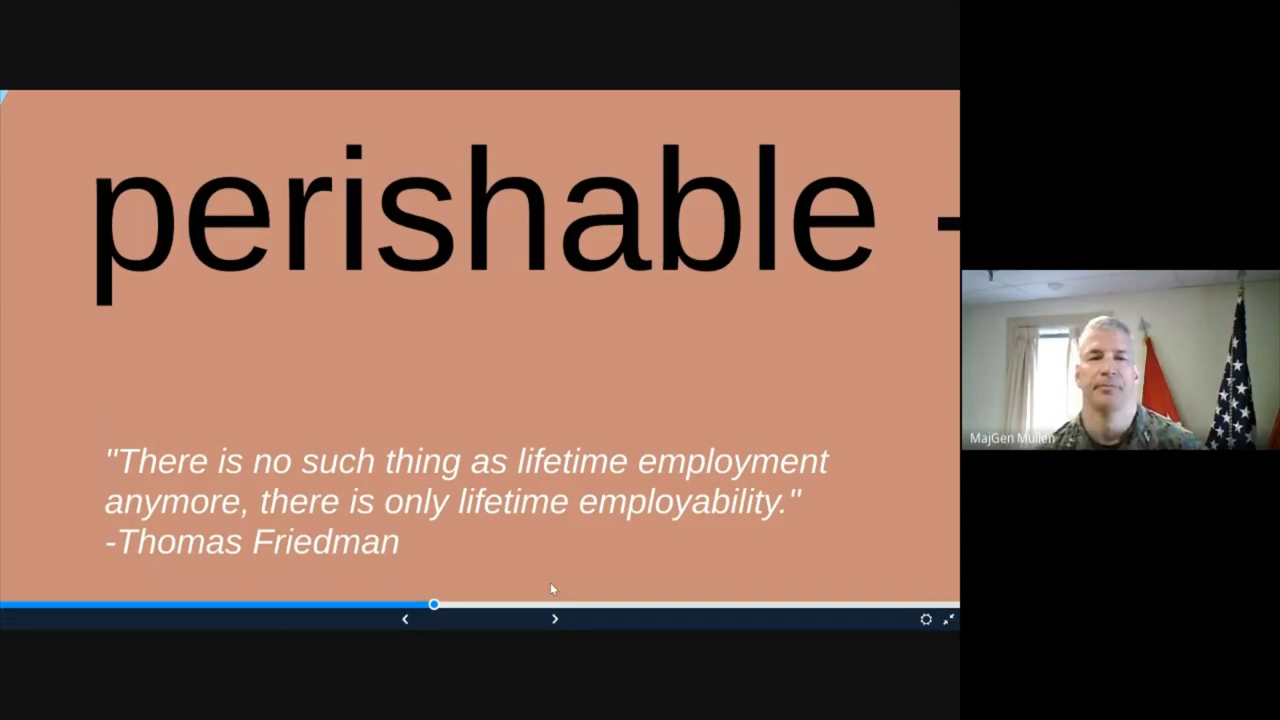 perishable -
"There is no such thing as lifetime employment
anymore, there is only lifetime employability."
-Thomas Friedman
MajGen Mullen